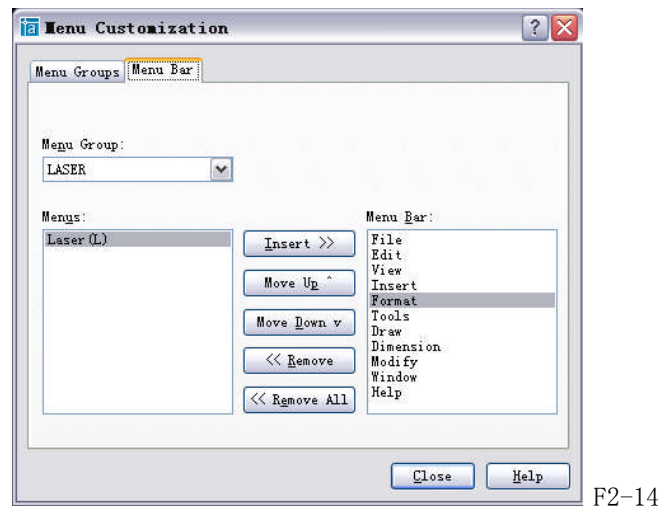 Menu Customization
Menu Groups Menu Bar
Menu Group:
LASER
Menus:
Laser(L)
Insert >>
Move Up ^
Move Down v
<< Remove
<< Remove All
Menu Bar:
File
Edit
View
Insert
Format
Tools
Draw
Dimension
Modify
Window
Help
Close Help
F2-14